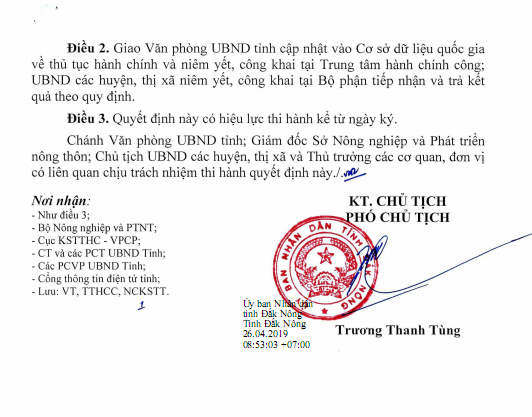 Điều 2. Giao Văn phòng UBND tỉnh cập nhật vào Cơ sở dữ liệu quốc gia
về thủ tục hành chính và niêm yết, công khai tại Trung tâm hành chính công;
UBND các huyện, thị xã niêm yết, công khai tại Bộ phận tiếp nhận và trả kết
quả theo quy định.
Điều 3. Quyết định này có hiệu lực thi hành kể từ ngày ký.
Chánh Văn phòng UBND tỉnh; Giám đốc Sở Nông nghiệp và Phát triển
nông thôn; Chủ tịch UBND các huyện, thị xã và Thủ trưởng các cơ quan, đơn vị
có liên quan chịu trách nhiệm thi hành quyết định này./.
Nơi nhận:
- Như điều 3;
- Bộ Nông nghiệp và PTNT;
- Cục KSTTHC - VPCP;
- CT và các PCT UBND Tỉnh;
- Các PCVP UBND Tỉnh;
- Cổng thông tin điện tử tỉnh;
- Lưu: VT, TTHCC, NCKSTT.
1
KT. CHỦ TỊCH
PHÓ CHỦ TỊCH
BAN NHÂN DÂN TỈNH ĐẮK NÔNG
Ủy ban Nhân dân
tỉnh Đắk Nông
Tỉnh Đắk Nông
26.04.2019
08:53:03 +07:00
Trương Thanh Tùng